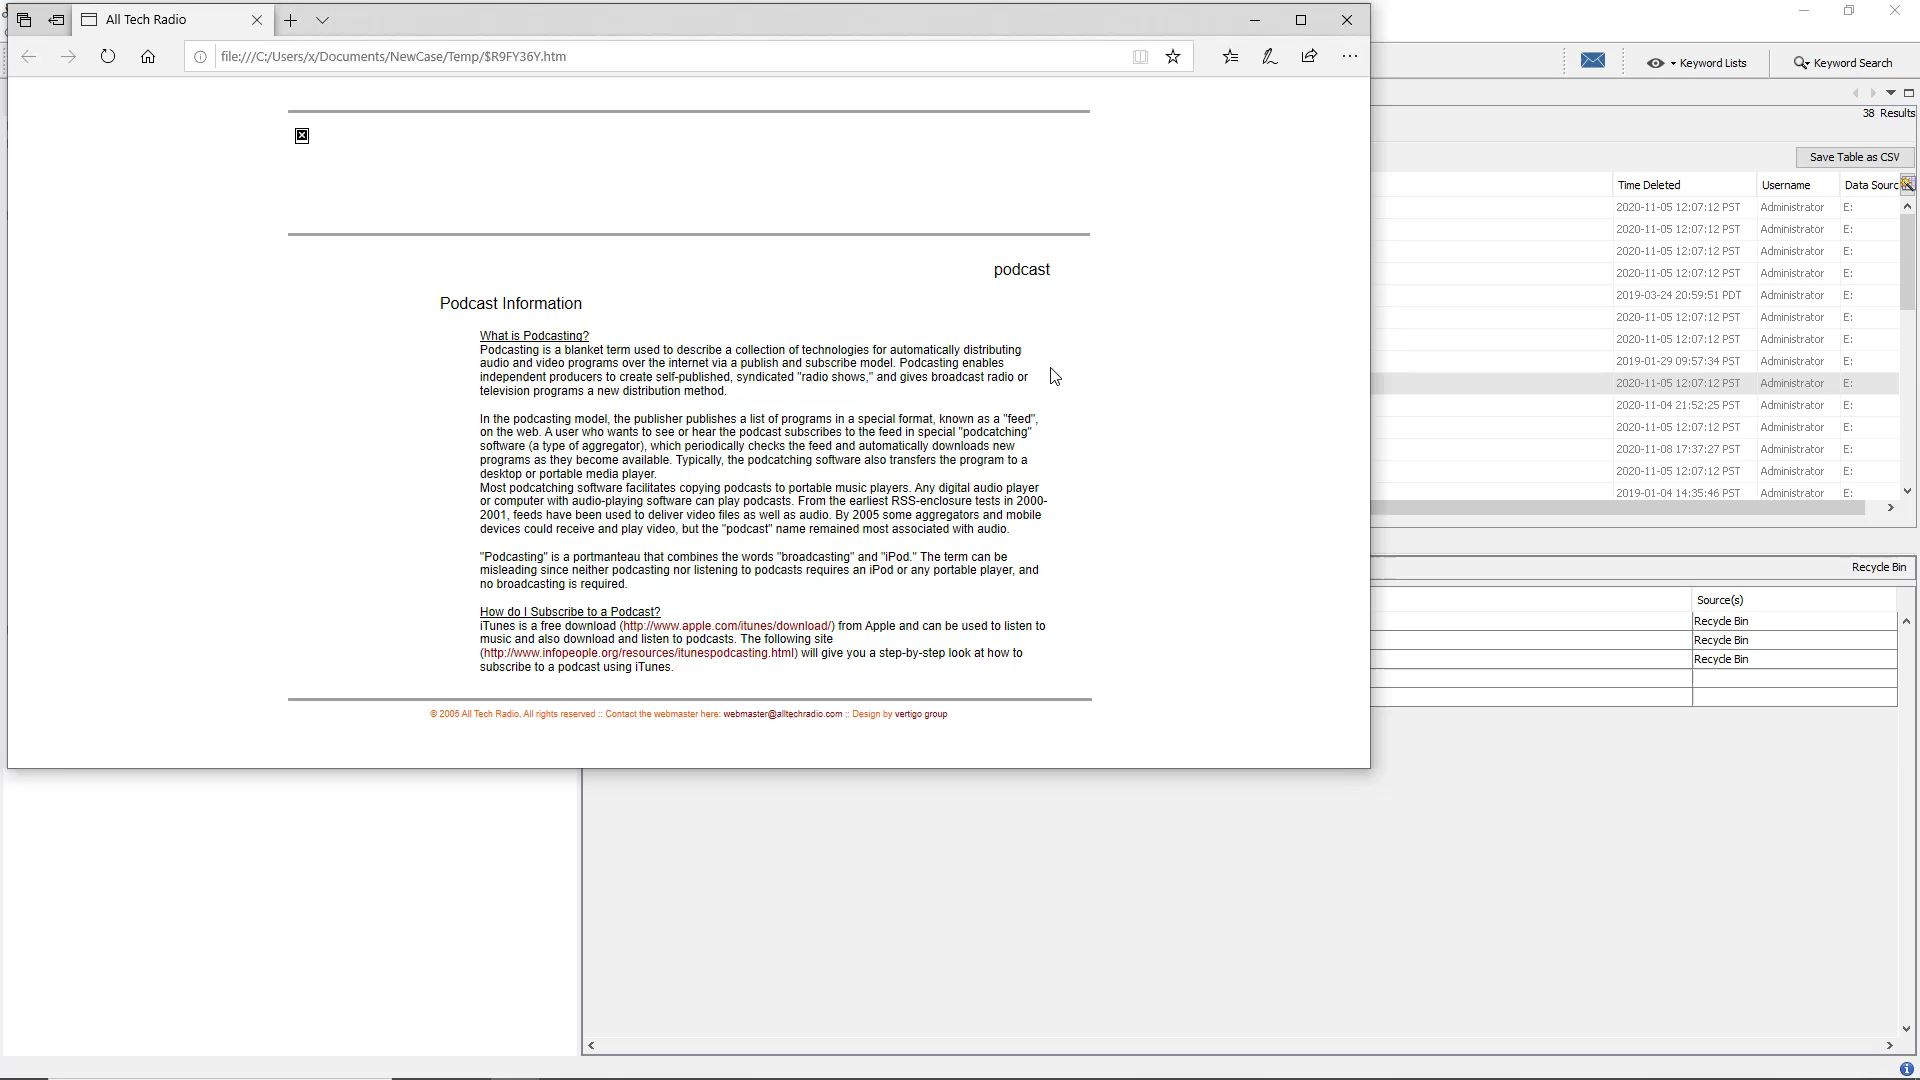 All Tech Radio
file:///C:/Users/x/Documents/NewCase/Temp/$R9FY36Y.htm
podcast
Podcast Information
What is Podcasting?
Podcasting is a blanket term used to describe a collection of technologies for automatically distributing
audio and video programs over the internet via a publish and subscribe model. Podcasting enables
independent producers to create self-published, syndicated "radio shows," and gives broadcast radio or
television programs a new distribution method.
In the podcasting model, the publisher publishes a list of programs in a special format, known as a "feed",
on the web. A user who wants to see or hear the podcast subscribes to the feed in special "podcatching"
software (a type of aggregator), which periodically checks the feed and automatically downloads new
programs as they become available. Typically, the podcatching software also transfers the program to a
desktop or portable media player.
Most podcatching software facilitates copying podcasts to portable music players. Any digital audio player
or computer with audio-playing software can play podcasts. From the earliest RSS-enclosure tests in 2000-
2001, feeds have been used to deliver video files as well as audio. By 2005 some aggregators and mobile
devices could receive and play video, but the "podcast" name remained most associated with audio.
"Podcasting" is a portmanteau that combines the words "broadcasting" and "iPod." The term can be
misleading since neither podcasting nor listening to podcasts requires an iPod or any portable player, and
no broadcasting is required.
How do I Subscribe to a Podcast?
iTunes is a free download (http://www.apple.com/itunes/download/) from Apple and can be used to listen to
music and also download and listen to podcasts. The following site
(http://www.infopeople.org/resources/itunespodcasting.html) will give you a step-by-step look at how to
subscribe to a podcast using iTunes.
© 2005 All Tech Radio, All rights reserved :: Contact the webmaster here: webmaster@alltechradio.com :: Design by vertigo group
Keyword Lists
Keyword Search
38 Results
Save Table as CSV
Time Deleted Username Data Sourc
2020-11-05 12:07:12 PST Administrator E:
2020-11-05 12:07:12 PST Administrator E:
2020-11-05 12:07:12 PST Administrator E:
2020-11-05 12:07:12 PST Administrator E:
2019-03-24 20:59:51 PDT Administrator E:
2020-11-05 12:07:12 PST Administrator E:
2020-11-05 12:07:12 PST Administrator E:
2019-01-29 09:57:34 PST Administrator E:
2020-11-05 12:07:12 PST Administrator E:
2020-11-04 21:52:25 PST Administrator E:
2020-11-05 12:07:12 PST Administrator E:
2020-11-08 17:37:27 PST Administrator E:
2020-11-05 12:07:12 PST Administrator E:
2019-01-04 14:35:46 PST Administrator E:
Recycle Bin
Source(s)
Recycle Bin
Recycle Bin
Recycle Bin